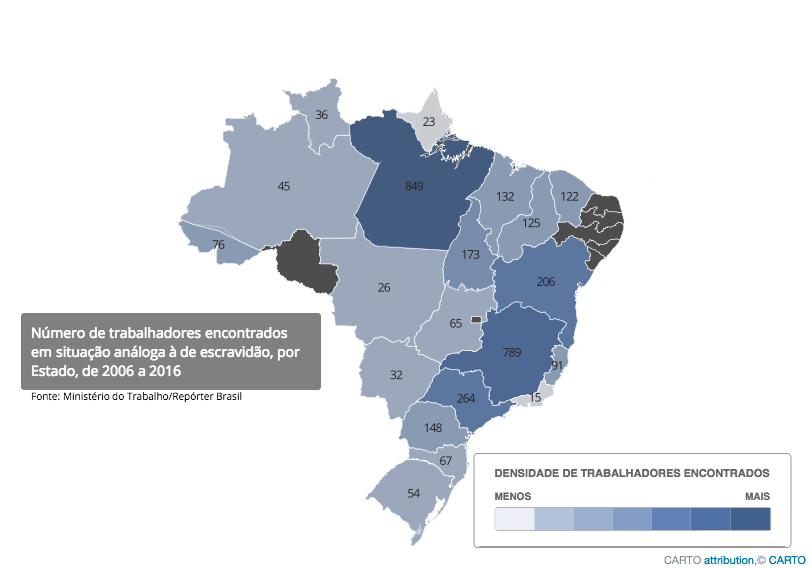 36
23
45
849
132
122
125
76
173
206
26
65
789
91
32
15
264
148
67
54
Número de trabalhadores encontrados
em situação análoga à de escravidão, por
Estado, de 2006 a 2016
Fonte: Ministério do Trabalho/Repórter Brasil
DENSIDADE DE TRABALHADORES ENCONTRADOS
MENOS MAIS
CARTO attribution,© CARTO